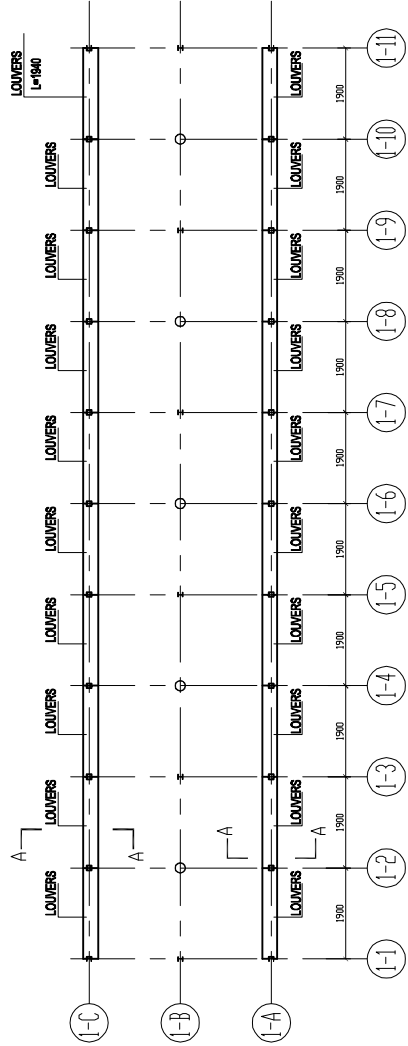 LOUVERS
L=1940
LOUVERS LOUVERS LOUVERS LOUVERS LOUVERS LOUVERS LOUVERS LOUVERS LOUVERS
A
1-C
A
1-B
A
1-A
LOUVERS LOUVERS LOUVERS LOUVERS LOUVERS LOUVERS LOUVERS LOUVERS LOUVERS LOUVERS
A
1900 1900 1900 1900 1900 1900 1900 1900 1900 1900
1-1 1-2 1-3 1-4 1-5 1-6 1-7 1-8 1-9 1-10 1-11